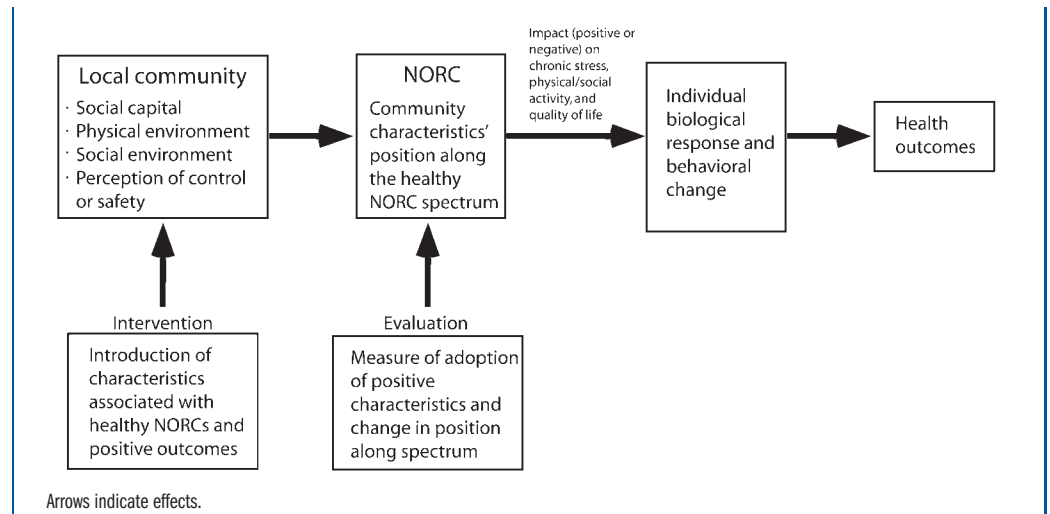 Local community
· Social capital
· Physical environment
· Social environment
· Perception of control
or safety
NORC
Community
characteristics’
position along
the healthy
NORC spectrum
Impact (positive or
negative) on
chronic stress,
physical/social
activity, and
quality of life
Individual
biological
response and
behavioral
change
Health
outcomes
Intervention
Introduction of
characteristics
associated with
healthy NORCs and
positive outcomes
Evaluation
Measure of adoption
of positive
characteristics and
change in position
along spectrum
Arrows indicate effects.